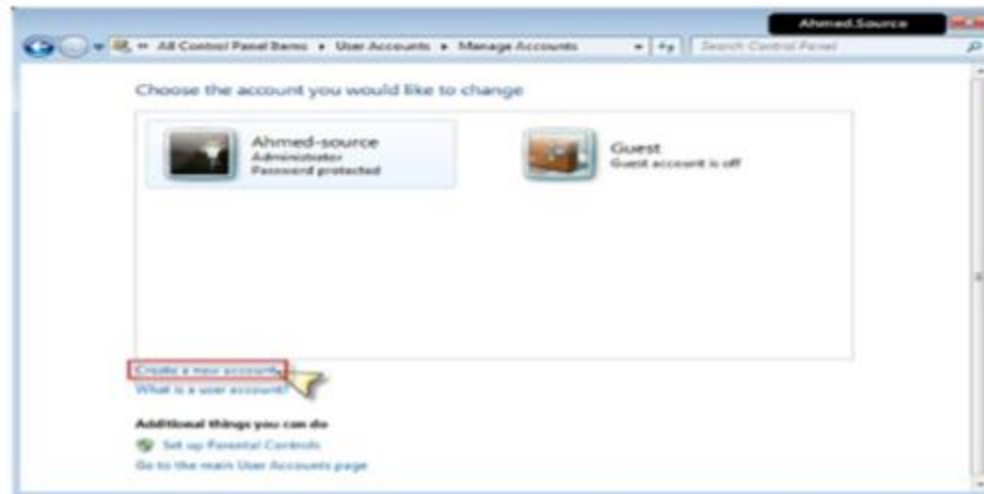 Ahmed.Source
All Control Panel Items ▸ User Accounts ▸ Manage Accounts
Search Control Panel
Choose the account you would like to change
Ahmed-source
Administrator
Password protected
Guest
Guest account is off
Create a new account
What is a user account?
Additional things you can do
Set up Parental Controls
Go to the main User Accounts page